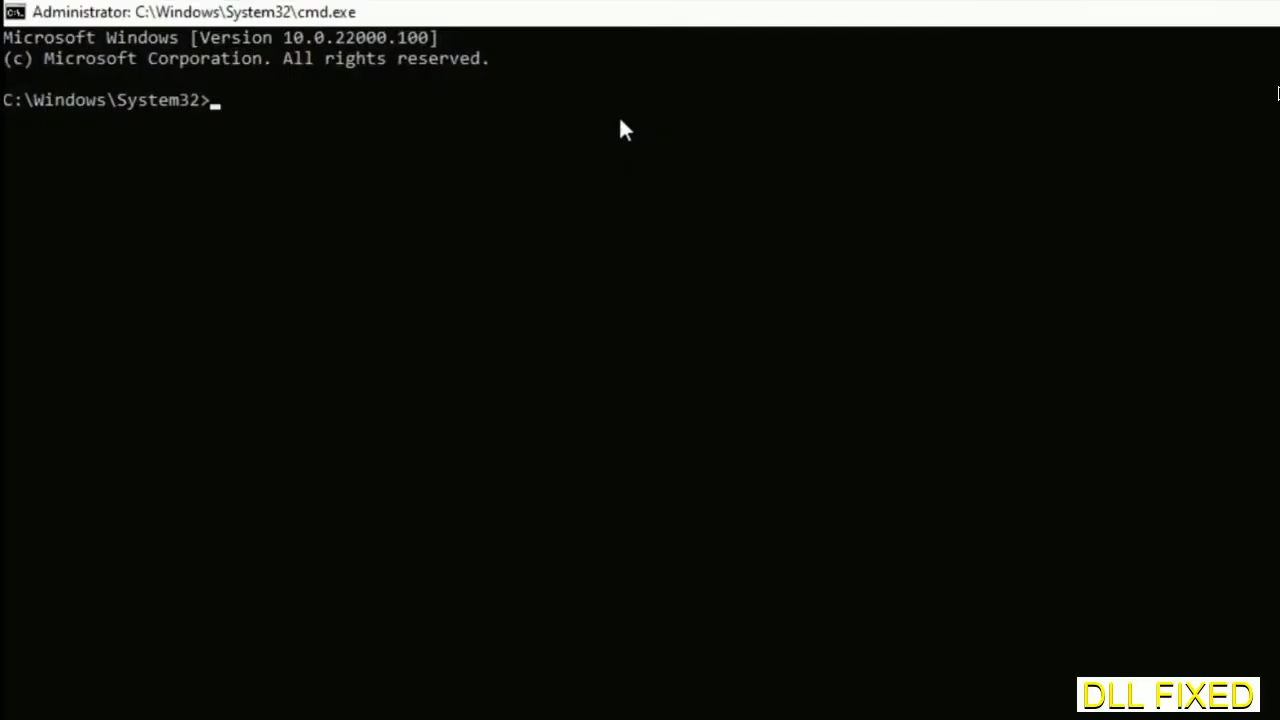 Administrator: C:\Windows\System32\cmd.exe
Microsoft Windows [Version 10.0.22000.100]
(c) Microsoft Corporation. All rights reserved.
C:\Windows\System32>
DLL FIXED